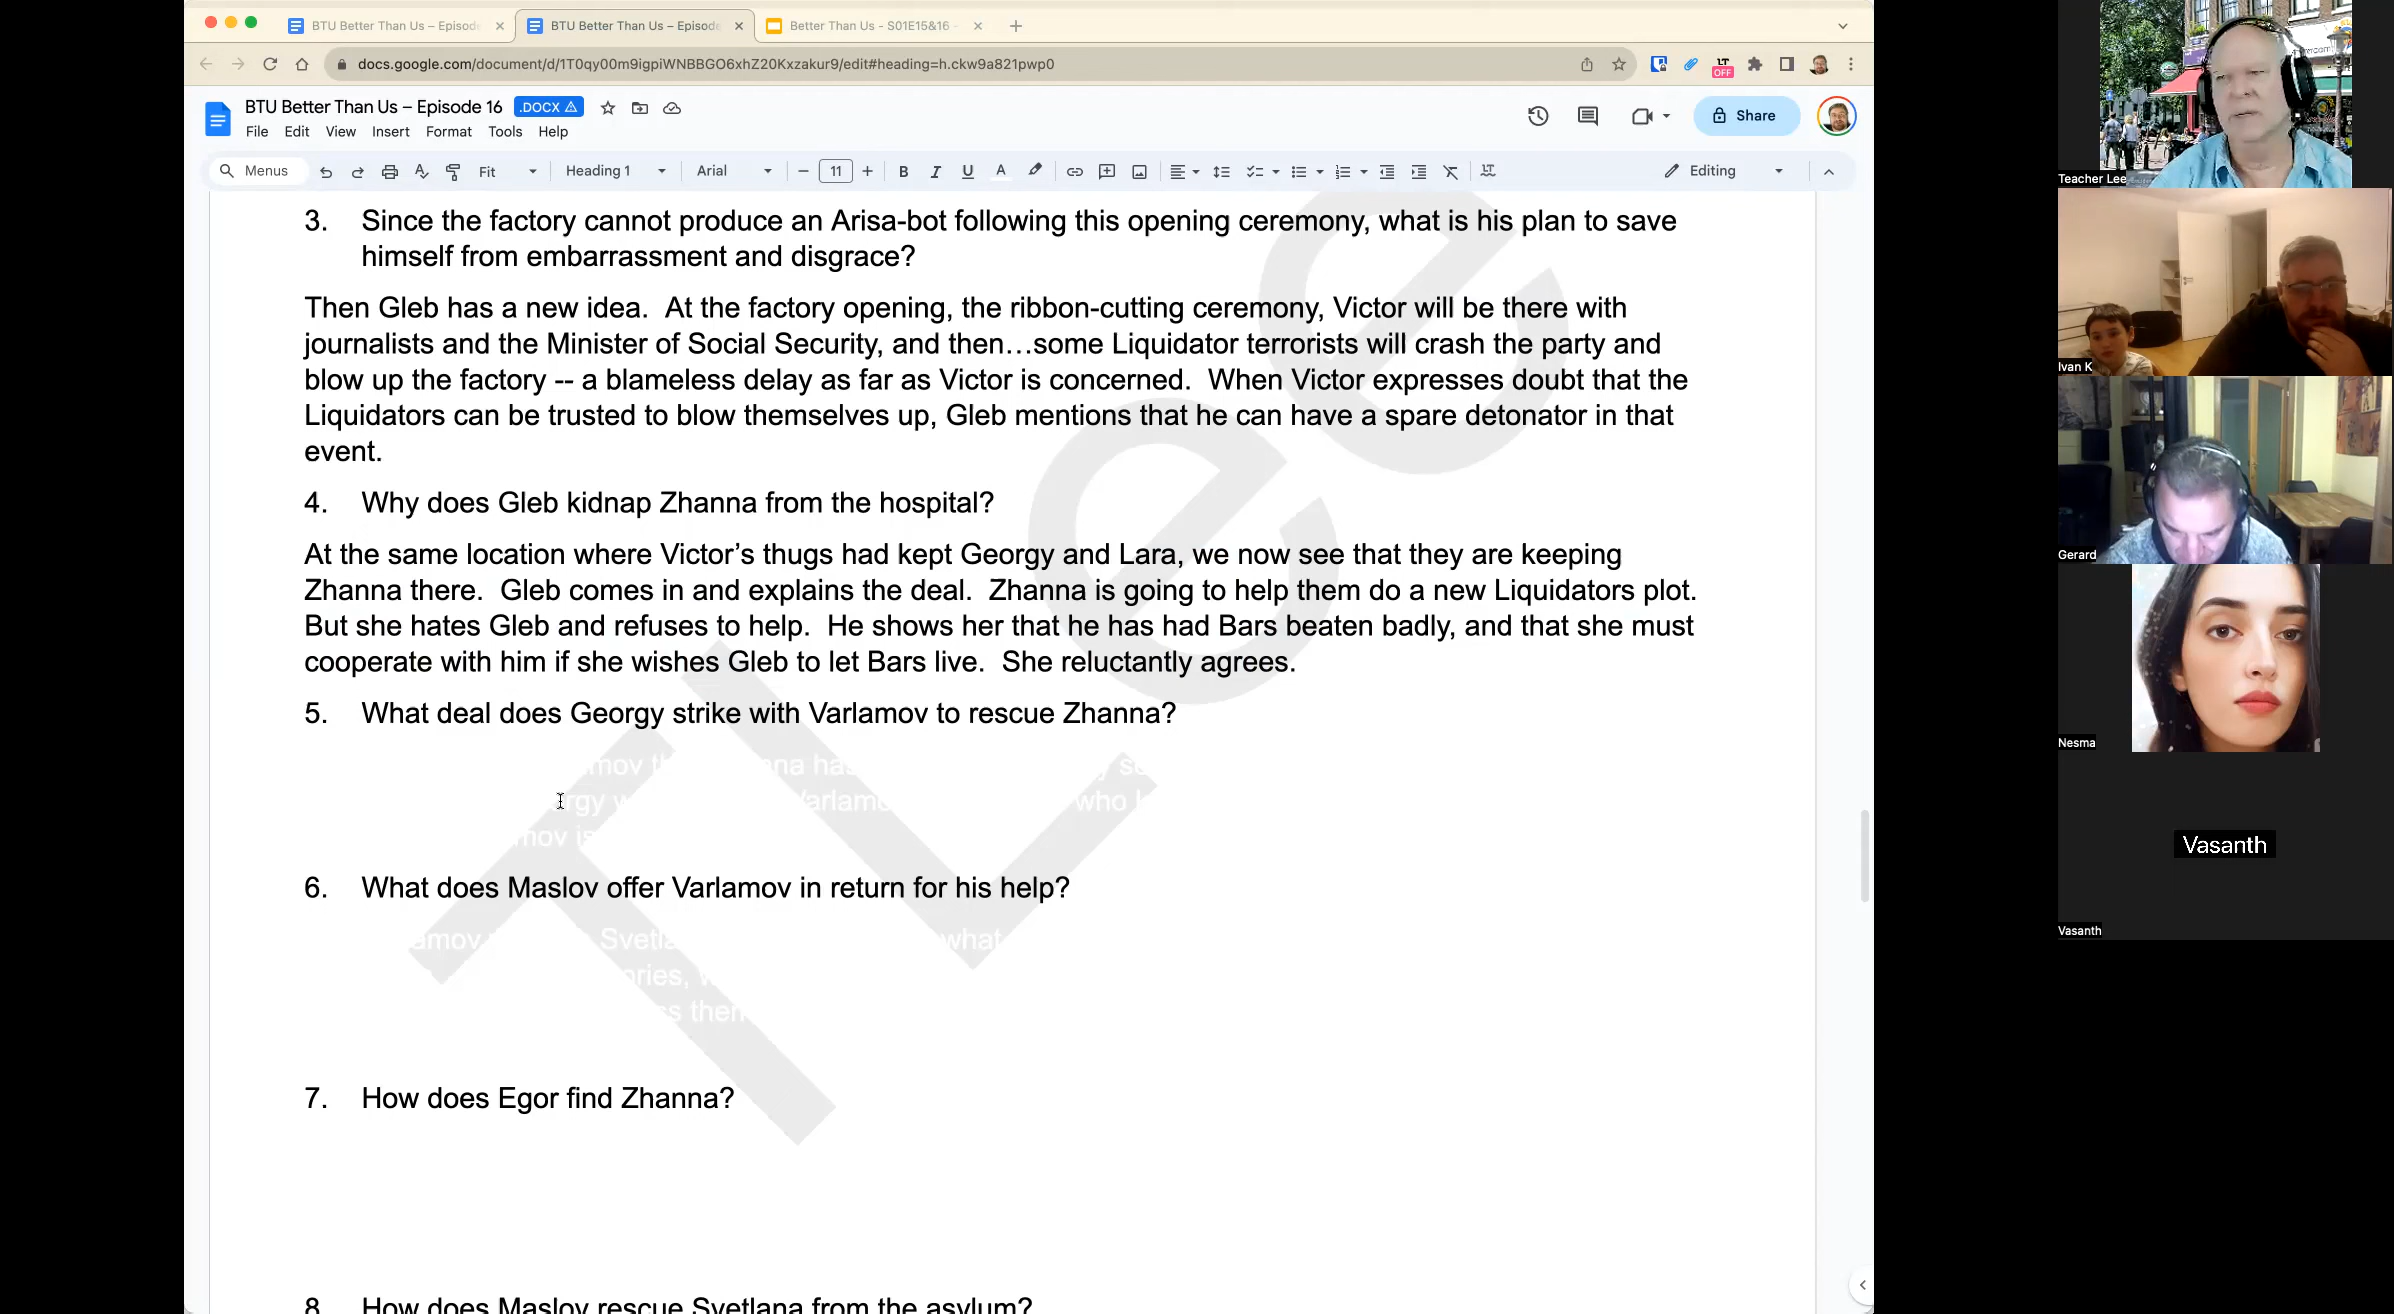 BTU Better Than Us – Episode
BTU Better Than Us – Episode
Better Than Us - S01E15&16 -
docs.google.com/document/d/1T0qy00m9igpiWNBBGO6xhZ20Kxzakur9/edit#heading=h.ckw9a821pwp0
LT
OFF
BTU Better Than Us – Episode 16 .DOCX
File Edit View Insert Format Tools Help
Share
Menus Fit Heading 1 Arial 11 B I U A Editing
3. Since the factory cannot produce an Arisa-bot following this opening ceremony, what is his plan to save
himself from embarrassment and disgrace?
Then Gleb has a new idea. At the factory opening, the ribbon-cutting ceremony, Victor will be there with
journalists and the Minister of Social Security, and then…some Liquidator terrorists will crash the party and
blow up the factory -- a blameless delay as far as Victor is concerned. When Victor expresses doubt that the
Liquidators can be trusted to blow themselves up, Gleb mentions that he can have a spare detonator in that
event.
4. Why does Gleb kidnap Zhanna from the hospital?
At the same location where Victor’s thugs had kept Georgy and Lara, we now see that they are keeping
Zhanna there. Gleb comes in and explains the deal. Zhanna is going to help them do a new Liquidators plot.
But she hates Gleb and refuses to help. He shows her that he has had Bars beaten badly, and that she must
cooperate with him if she wishes Gleb to let Bars live. She reluctantly agrees.
5. What deal does Georgy strike with Varlamov to rescue Zhanna?
6. What does Maslov offer Varlamov in return for his help?
7. How does Egor find Zhanna?
8. How does Maslov rescue Svetlana from the asylum?
TLee
Teacher Lee
Ivan K
Gerard
Nesma
Vasanth
Vasanth